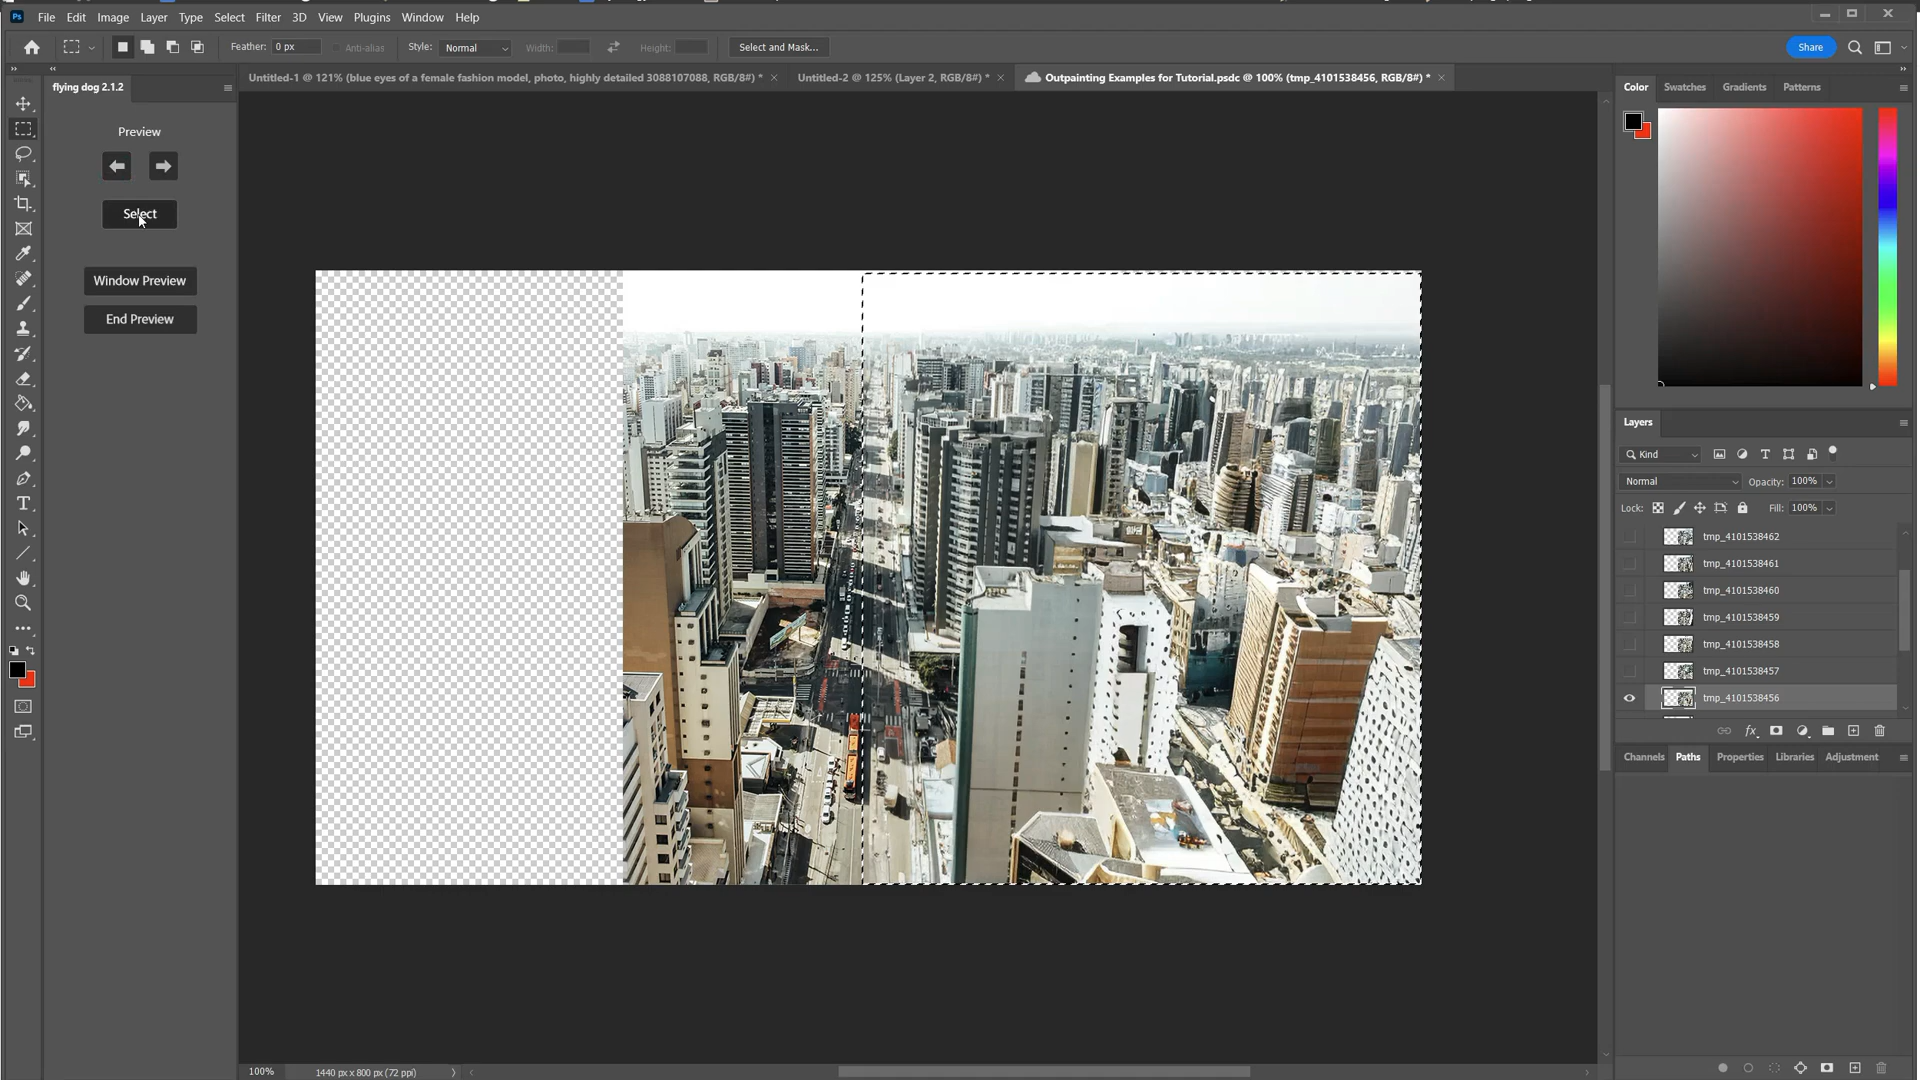 Ps File Edit Image Layer Type Select Filter 3D View Plugins Window Help
Feather: 0 px Anti-alias Style: Normal Width: Height: Select and Mask... Share
flying dog 2.1.2
Untitled-1 @ 121% (blue eyes of a female fashion model, photo, highly detailed 3088107088, RGB/8#) *
Untitled-2 @ 125% (Layer 2, RGB/8#) *
Outpainting Examples for Tutorial.psdc @ 100% (tmp_4101538456, RGB/8#) *
Color Swatches Gradients Patterns
Preview
Select
Window Preview
End Preview
Layers
Kind
Normal Opacity: 100%
Lock: Fill: 100%
tmp_4101538462
tmp_4101538461
tmp_4101538460
tmp_4101538459
tmp_4101538458
tmp_4101538457
tmp_4101538456
fx
Channels Paths Properties Libraries Adjustment
100% 1440 px x 800 px (72 ppi)